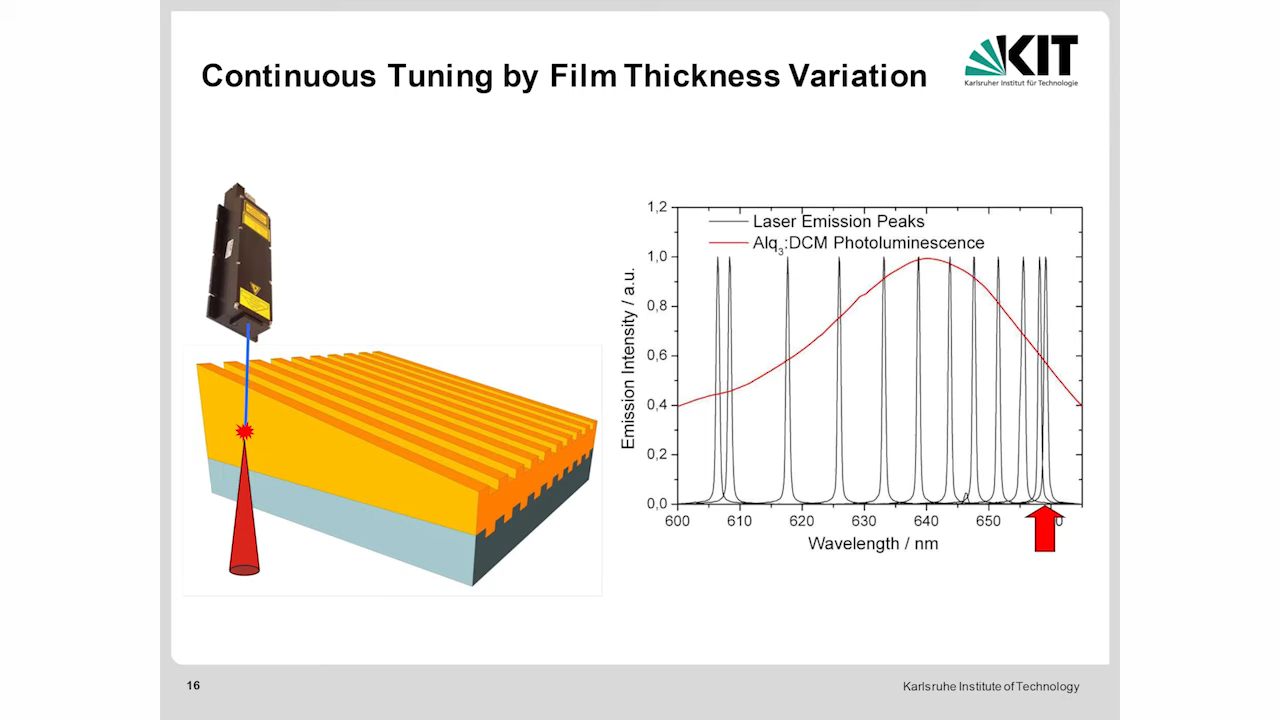 Continuous Tuning by Film Thickness Variation
KIT
Karlsruher Institut für Technologie
1,2
1,0
0,8
0,6
0,4
0,2
0,0
Emission Intensity / a.u.
Laser Emission Peaks
Alq3:DCM Photoluminescence
600 610 620 630 640 650
Wavelength / nm
16
Karlsruhe Institute of Technology